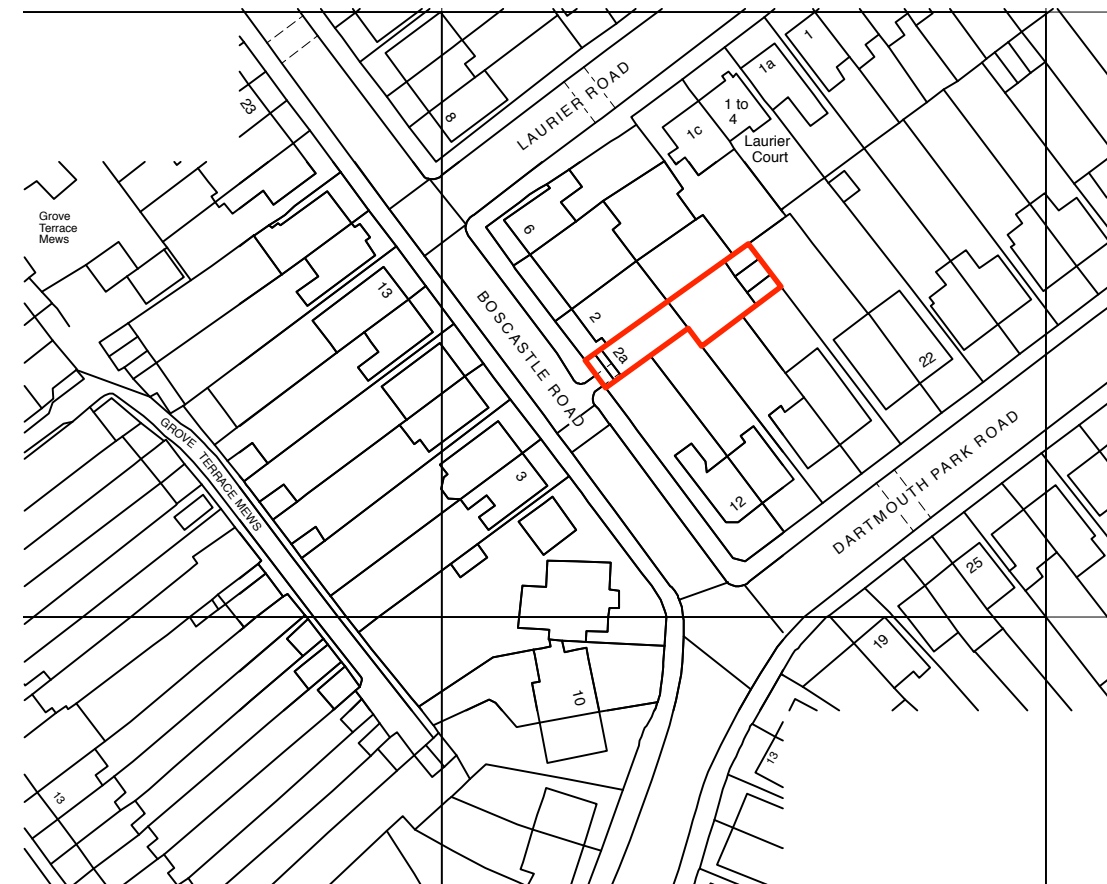 23
8
LAURIER ROAD
1
1a
1 to
4
1c
Laurier
Court
Grove
Terrace
Mews
6
13
BOSCASTLE ROAD
2
2a
22
GROVE TERRACE MEWS
3
12
DARTMOUTH PARK ROAD
25
19
10
13
13